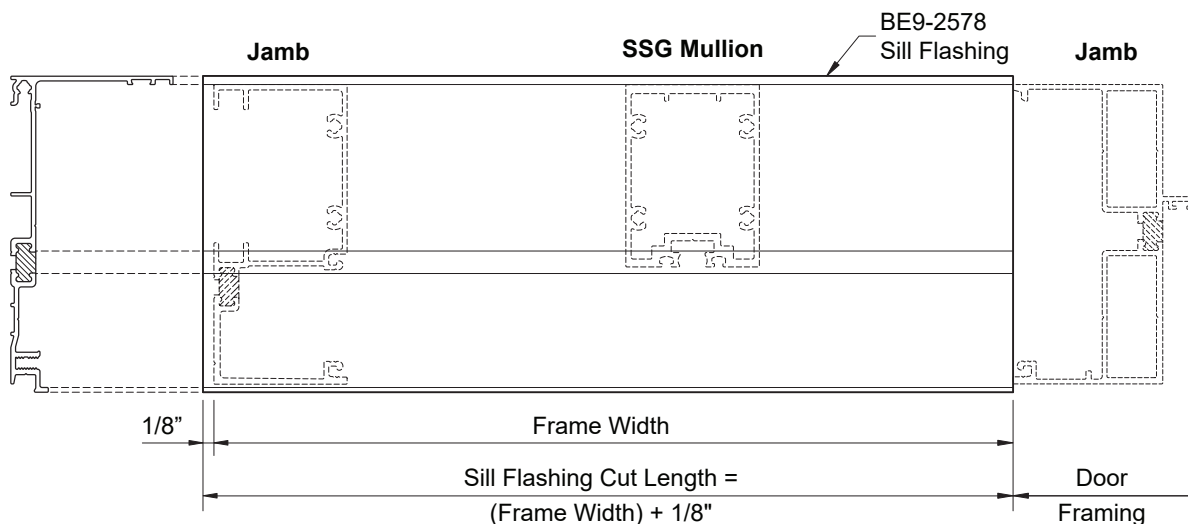 BE9-2578
Sill Flashing
Jamb
SSG Mullion
Jamb
1/8”
Frame Width
Sill Flashing Cut Length =
(Frame Width) + 1/8"
Door
Framing